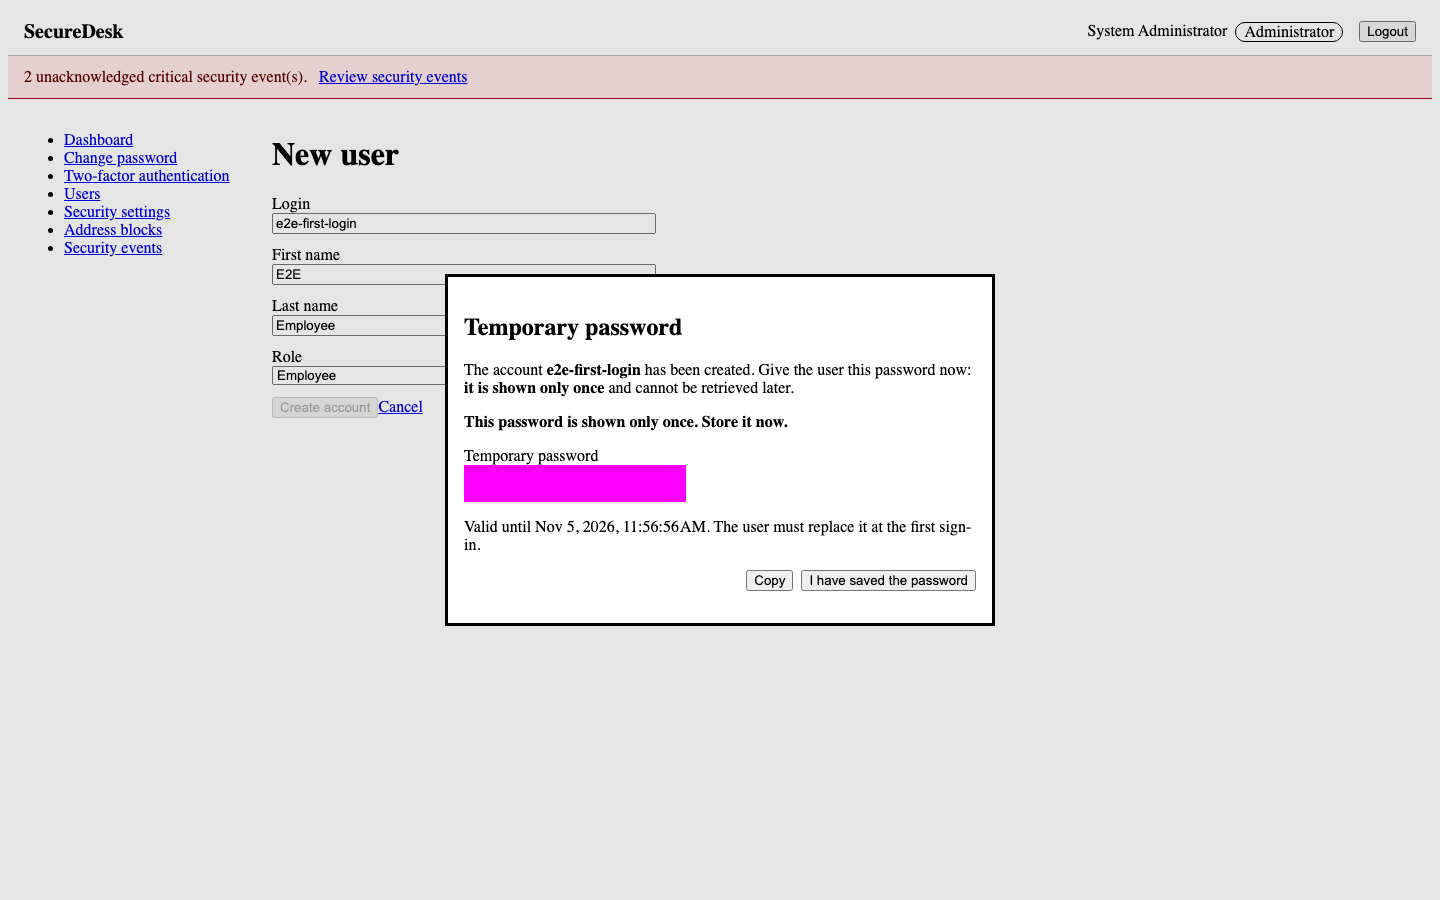 SecureDesk
System Administrator Administrator Logout
2 unacknowledged critical security event(s). Review security events
Dashboard
Change password
Two-factor authentication
Users
Security settings
Address blocks
Security events
New user
Login
e2e-first-login
First name
E2E
Last name
Employee
Role
Employee
Create account Cancel
Temporary password
The account e2e-first-login has been created. Give the user this password now:
it is shown only once and cannot be retrieved later.
This password is shown only once. Store it now.
Temporary password
Valid until Nov 5, 2026, 11:56:56 AM. The user must replace it at the first sign-
in.
Copy I have saved the password